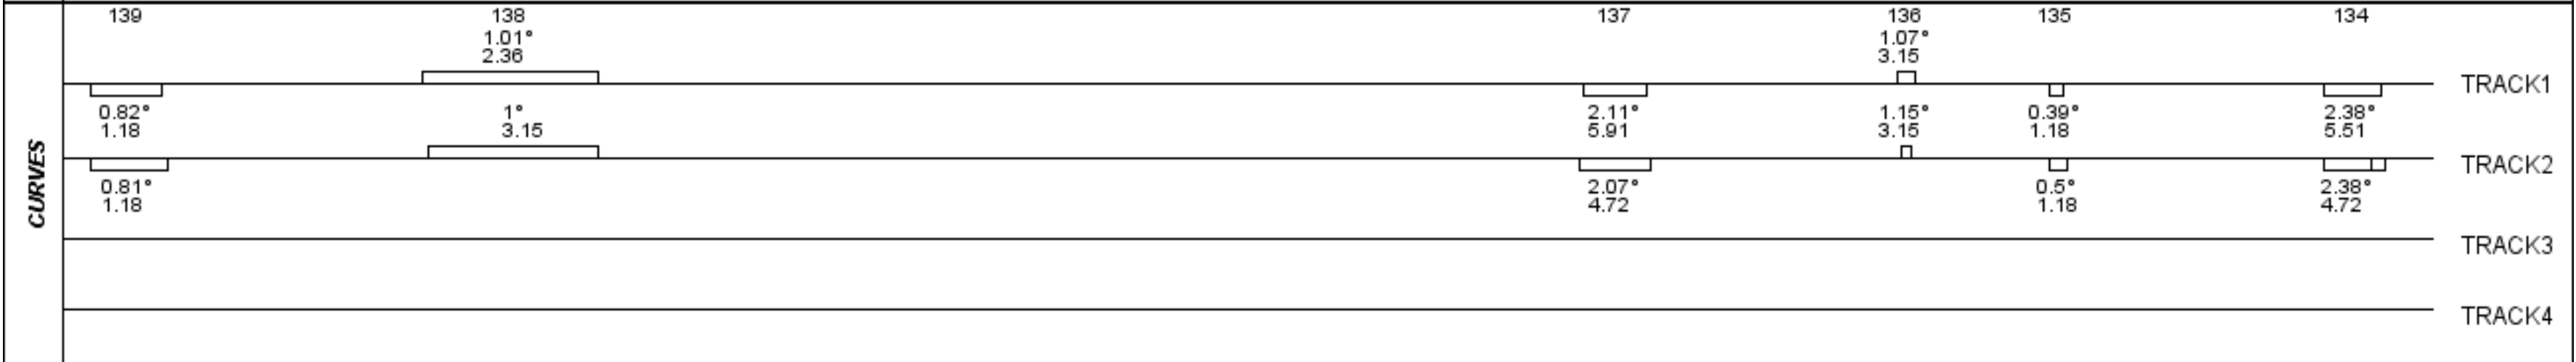 139 138 137 136 135 134
1.01° 1.07°
2.36 3.15
TRACK1
0.82° 1° 2.11° 1.15° 0.39° 2.38°
1.18 3.15 5.91 3.15 1.18 5.51
CURVES
TRACK2
0.81° 2.07° 0.5° 2.38°
1.18 4.72 1.18 4.72
TRACK3
TRACK4